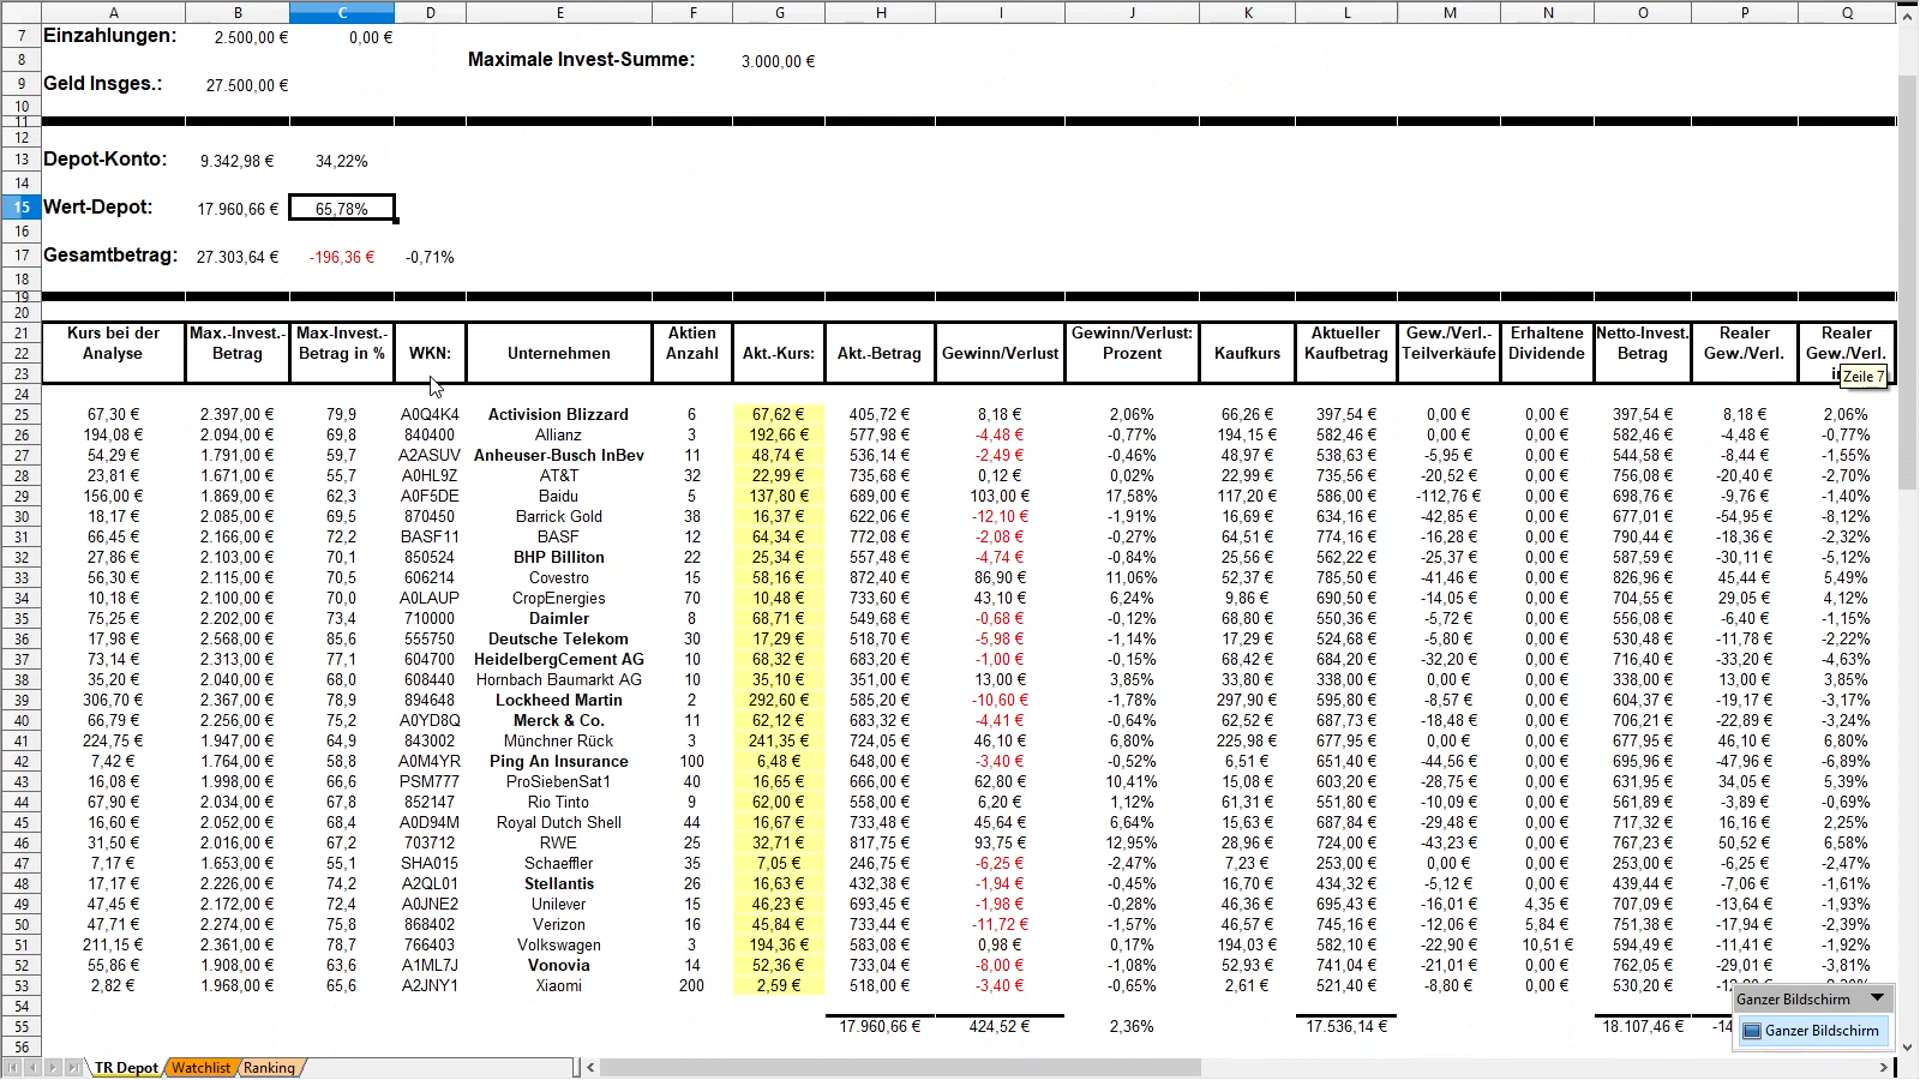 A B C D E F G H I J K L M N O P Q
7 Einzahlungen: 2.500,00 € 0,00 €
8 Maximale Invest-Summe: 3.000,00 €
9 Geld Insges.: 27.500,00 €
10
11
12
13 Depot-Konto: 9.342,98 € 34,22%
14
15 Wert-Depot: 17.960,66 € 65,78%
16
17 Gesamtbetrag: 27.303,64 € -196,36 € -0,71%
18
19
20
21 Kurs bei der Max.-Invest.- Max-Invest.- Aktien Gewinn/Verlust: Aktueller Gew./Verl.- Erhaltene Netto-Invest. Realer Realer
22 Analyse Betrag Betrag in % WKN: Unternehmen Anzahl Akt.-Kurs: Akt.-Betrag Gewinn/Verlust Prozent Kaufkurs Kaufbetrag Teilverkäufe Dividende Betrag Gew./Verl. Gew./Verl.
23 Zeile 7
24
25 67,30 € 2.397,00 € 79,9 A0Q4K4 Activision Blizzard 6 67,62 € 405,72 € 8,18 € 2,06% 66,26 € 397,54 € 0,00 € 0,00 € 397,54 € 8,18 € 2,06%
26 194,08 € 2.094,00 € 69,8 840400 Allianz 3 192,66 € 577,98 € -4,48 € -0,77% 194,15 € 582,46 € 0,00 € 0,00 € 582,46 € -4,48 € -0,77%
27 54,29 € 1.791,00 € 59,7 A2ASUV Anheuser-Busch InBev 11 48,74 € 536,14 € -2,49 € -0,46% 48,97 € 538,63 € -5,95 € 0,00 € 544,58 € -8,44 € -1,55%
28 23,81 € 1.671,00 € 55,7 A0HL9Z AT&T 32 22,99 € 735,68 € 0,12 € 0,02% 22,99 € 735,56 € -20,52 € 0,00 € 756,08 € -20,40 € -2,70%
29 156,00 € 1.869,00 € 62,3 A0F5DE Baidu 5 137,80 € 689,00 € 103,00 € 17,58% 117,20 € 586,00 € -112,76 € 0,00 € 698,76 € -9,76 € -1,40%
30 18,17 € 2.085,00 € 69,5 870450 Barrick Gold 38 16,37 € 622,06 € -12,10 € -1,91% 16,69 € 634,16 € -42,85 € 0,00 € 677,01 € -54,95 € -8,12%
31 66,45 € 2.166,00 € 72,2 BASF11 BASF 12 64,34 € 772,08 € -2,08 € -0,27% 64,51 € 774,16 € -16,28 € 0,00 € 790,44 € -18,36 € -2,32%
32 27,86 € 2.103,00 € 70,1 850524 BHP Billiton 22 25,34 € 557,48 € -4,74 € -0,84% 25,56 € 562,22 € -25,37 € 0,00 € 587,59 € -30,11 € -5,12%
33 56,30 € 2.115,00 € 70,5 606214 Covestro 15 58,16 € 872,40 € 86,90 € 11,06% 52,37 € 785,50 € -41,46 € 0,00 € 826,96 € 45,44 € 5,49%
34 10,18 € 2.100,00 € 70,0 A0LAUP CropEnergies 70 10,48 € 733,60 € 43,10 € 6,24% 9,86 € 690,50 € -14,05 € 0,00 € 704,55 € 29,05 € 4,12%
35 75,25 € 2.202,00 € 73,4 710000 Daimler 8 68,71 € 549,68 € -0,68 € -0,12% 68,80 € 550,36 € -5,72 € 0,00 € 556,08 € -6,40 € -1,15%
36 17,98 € 2.568,00 € 85,6 555750 Deutsche Telekom 30 17,29 € 518,70 € -5,98 € -1,14% 17,29 € 524,68 € -5,80 € 0,00 € 530,48 € -11,78 € -2,22%
37 73,14 € 2.313,00 € 77,1 604700 HeidelbergCement AG 10 68,32 € 683,20 € -1,00 € -0,15% 68,42 € 684,20 € -32,20 € 0,00 € 716,40 € -33,20 € -4,63%
38 35,20 € 2.040,00 € 68,0 608440 Hornbach Baumarkt AG 10 35,10 € 351,00 € 13,00 € 3,85% 33,80 € 338,00 € 0,00 € 0,00 € 338,00 € 13,00 € 3,85%
39 306,70 € 2.367,00 € 78,9 894648 Lockheed Martin 2 292,60 € 585,20 € -10,60 € -1,78% 297,90 € 595,80 € -8,57 € 0,00 € 604,37 € -19,17 € -3,17%
40 66,79 € 2.256,00 € 75,2 A0YD8Q Merck & Co. 11 62,12 € 683,32 € -4,41 € -0,64% 62,52 € 687,73 € -18,48 € 0,00 € 706,21 € -22,89 € -3,24%
41 224,75 € 1.947,00 € 64,9 843002 Münchner Rück 3 241,35 € 724,05 € 46,10 € 6,80% 225,98 € 677,95 € 0,00 € 0,00 € 677,95 € 46,10 € 6,80%
42 7,42 € 1.764,00 € 58,8 A0M4YR Ping An Insurance 100 6,48 € 648,00 € -3,40 € -0,52% 6,51 € 651,40 € -44,56 € 0,00 € 695,96 € -47,96 € -6,89%
43 16,08 € 1.998,00 € 66,6 PSM777 ProSiebenSat1 40 16,65 € 666,00 € 62,80 € 10,41% 15,08 € 603,20 € -28,75 € 0,00 € 631,95 € 34,05 € 5,39%
44 67,90 € 2.034,00 € 67,8 852147 Rio Tinto 9 62,00 € 558,00 € 6,20 € 1,12% 61,31 € 551,80 € -10,09 € 0,00 € 561,89 € -3,89 € -0,69%
45 16,60 € 2.052,00 € 68,4 A0D94M Royal Dutch Shell 44 16,67 € 733,48 € 45,64 € 6,64% 15,63 € 687,84 € -29,48 € 0,00 € 717,32 € 16,16 € 2,25%
46 31,50 € 2.016,00 € 67,2 703712 RWE 25 32,71 € 817,75 € 93,75 € 12,95% 28,96 € 724,00 € -43,23 € 0,00 € 767,23 € 50,52 € 6,58%
47 7,17 € 1.653,00 € 55,1 SHA015 Schaeffler 35 7,05 € 246,75 € -6,25 € -2,47% 7,23 € 253,00 € 0,00 € 0,00 € 253,00 € -6,25 € -2,47%
48 17,17 € 2.226,00 € 74,2 A2QL01 Stellantis 26 16,63 € 432,38 € -1,94 € -0,45% 16,70 € 434,32 € -5,12 € 0,00 € 439,44 € -7,06 € -1,61%
49 47,45 € 2.172,00 € 72,4 A0JNE2 Unilever 15 46,23 € 693,45 € -1,98 € -0,28% 46,36 € 695,43 € -16,01 € 4,35 € 707,09 € -13,64 € -1,93%
50 47,71 € 2.274,00 € 75,8 868402 Verizon 16 45,84 € 733,44 € -11,72 € -1,57% 46,57 € 745,16 € -12,06 € 5,84 € 751,38 € -17,94 € -2,39%
51 211,15 € 2.361,00 € 78,7 766403 Volkswagen 3 194,36 € 583,08 € 0,98 € 0,17% 194,03 € 582,10 € -22,90 € 10,51 € 594,49 € -11,41 € -1,92%
52 55,86 € 1.908,00 € 63,6 A1ML7J Vonovia 14 52,36 € 733,04 € -8,00 € -1,08% 52,93 € 741,04 € -21,01 € 0,00 € 762,05 € -29,01 € -3,81%
53 2,82 € 1.968,00 € 65,6 A2JNY1 Xiaomi 200 2,59 € 518,00 € -3,40 € -0,65% 2,61 € 521,40 € -8,80 € 0,00 € 530,20 €
54 Ganzer Bildschirm
55 17.960,66 € 424,52 € 2,36% 17.536,14 € 18.107,46 € Ganzer Bildschirm
56
TR Depot Watchlist Ranking